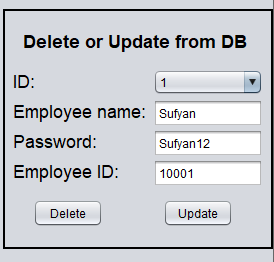 Delete or Update from DB
ID: 1
Employee name: Sufyan
Password: Sufyan12
Employee ID: 10001
Delete Update